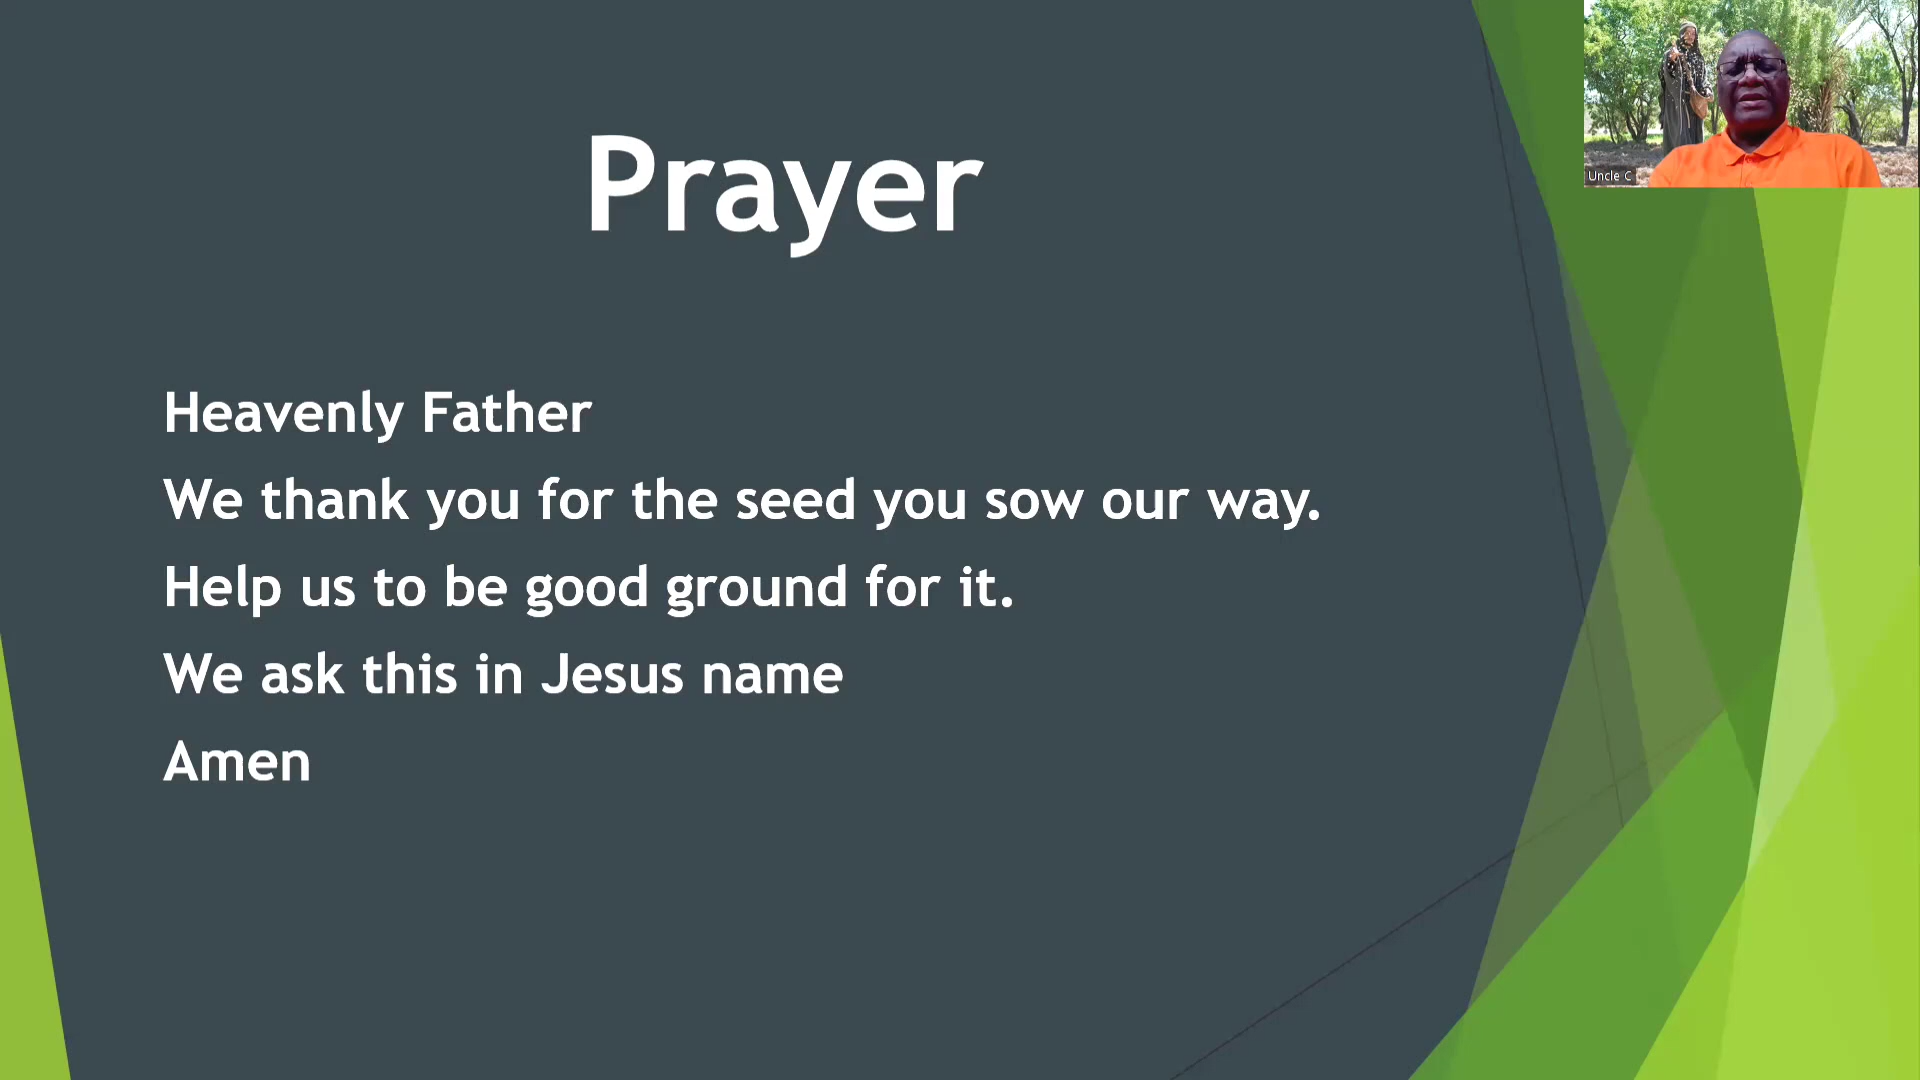 Prayer
Heavenly Father
We thank you for the seed you sow our way.
Help us to be good ground for it.
We ask this in Jesus name
Amen
Uncle C